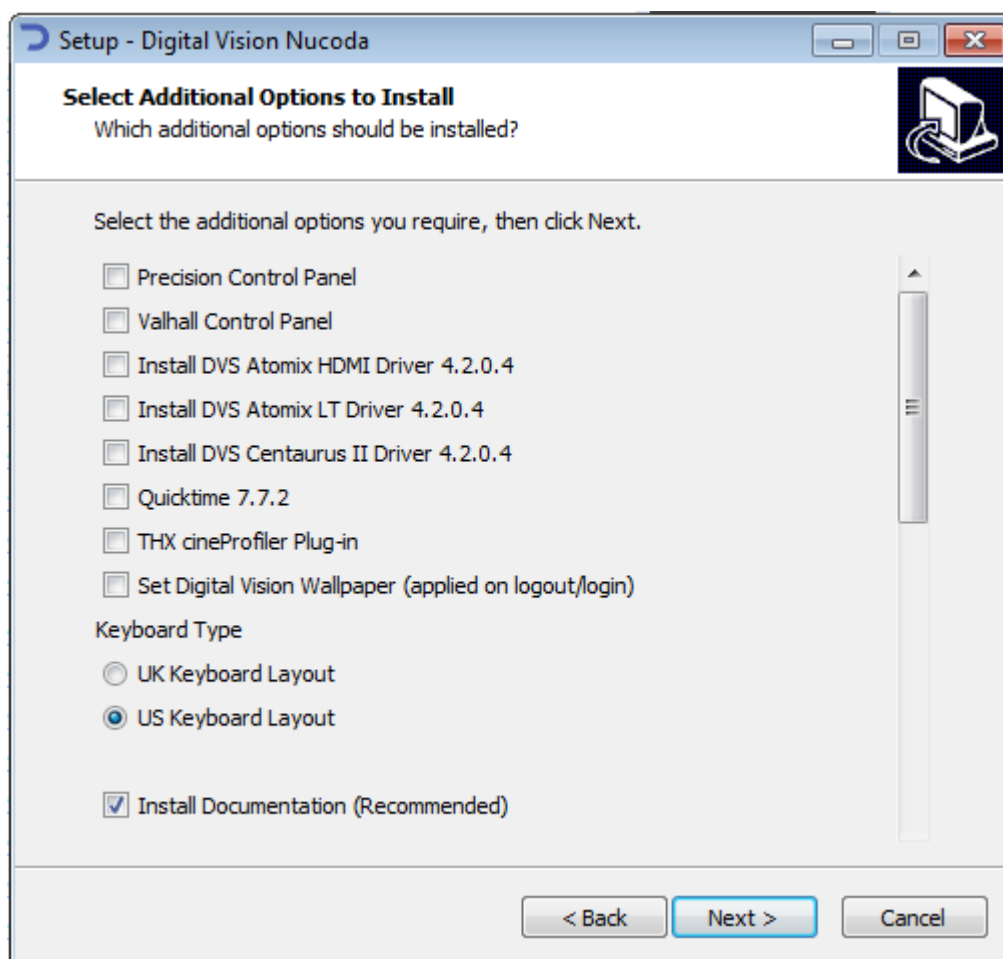 Setup - Digital Vision Nucoda
Select Additional Options to Install
Which additional options should be installed?
Select the additional options you require, then click Next.
Precision Control Panel
Valhall Control Panel
Install DVS Atomix HDMI Driver 4.2.0.4
Install DVS Atomix LT Driver 4.2.0.4
Install DVS Centaurus II Driver 4.2.0.4
Quicktime 7.7.2
THX cineProfiler Plug-in
Set Digital Vision Wallpaper (applied on logout/login)
Keyboard Type
UK Keyboard Layout
US Keyboard Layout
Install Documentation (Recommended)
< Back Next > Cancel